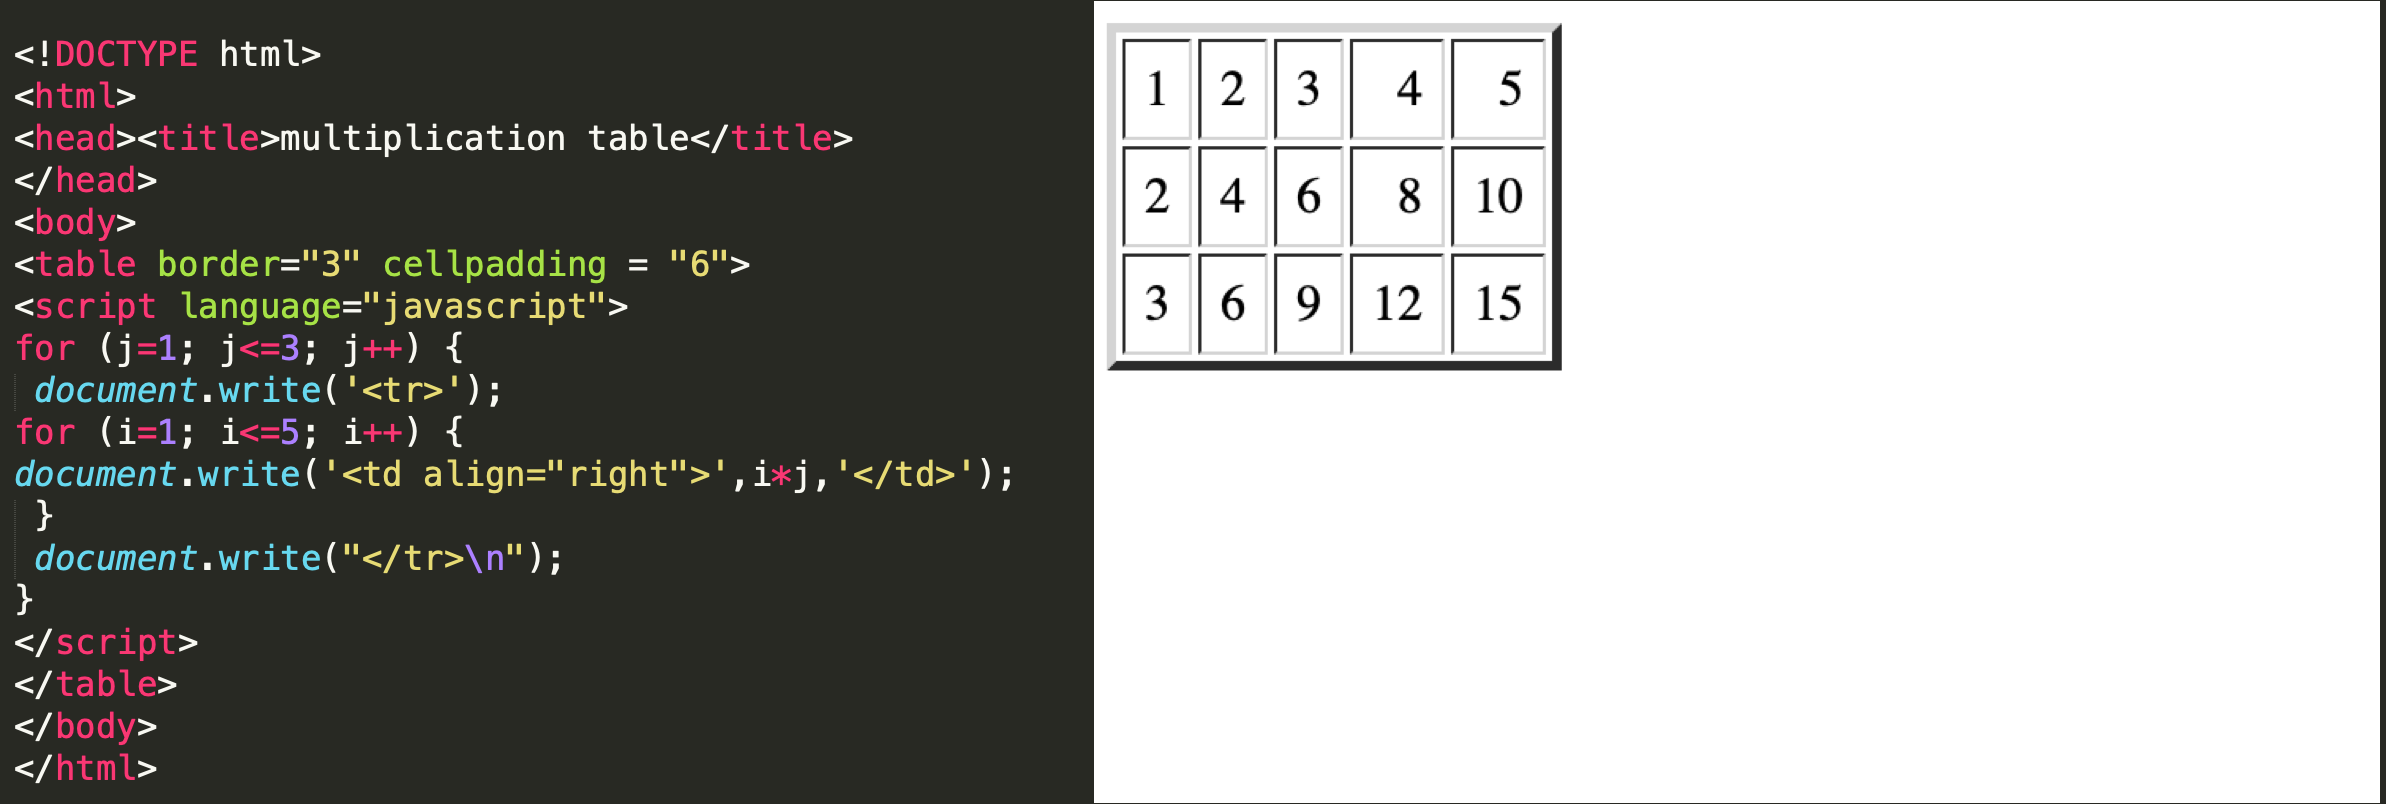 <!DOCTYPE html>
<html>
<head><title>multiplication table</title>
</head>
<body>
<table border="3" cellpadding = "6">
<script language="javascript">
for (j=1; j<=3; j++) {
 document.write('<tr>');
for (i=1; i<=5; i++) {
document.write('<td align="right">',i*j,'</td>');
 }
 document.write("</tr>\n");
}
</script>
</table>
</body>
</html>
1 2 3 4 5
2 4 6 8 10
3 6 9 12 15